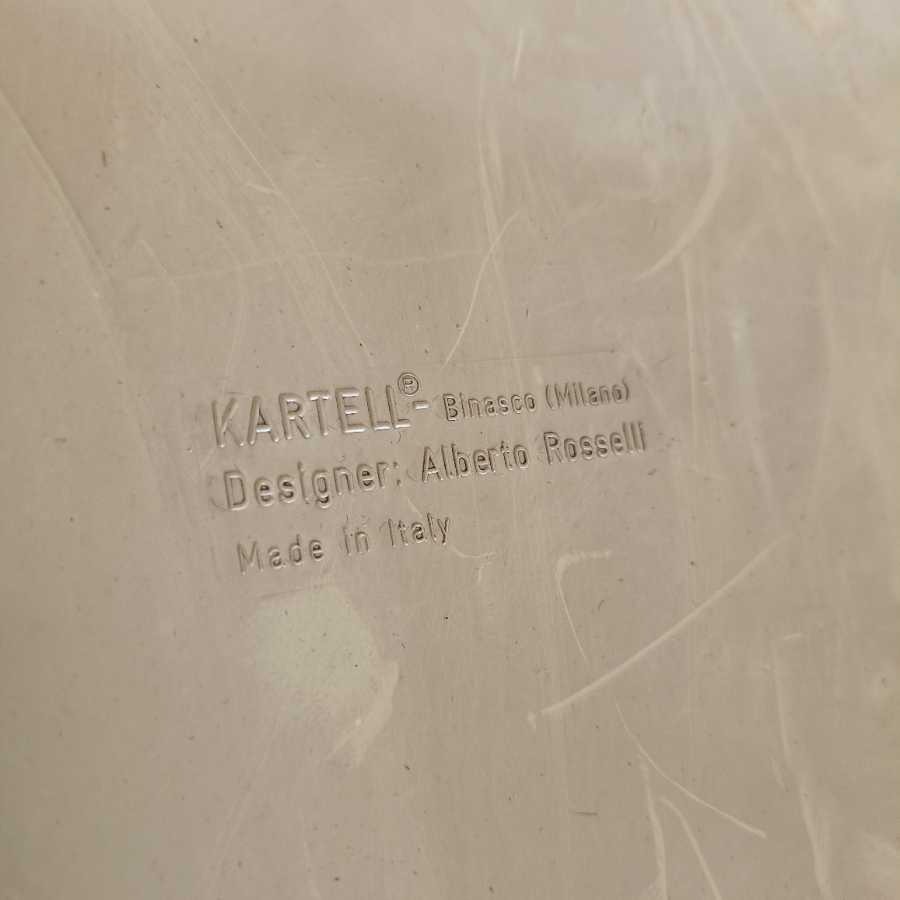 KARTELL® - Binasco (Milano)
Designer: Alberto Rosselli
Made in Italy